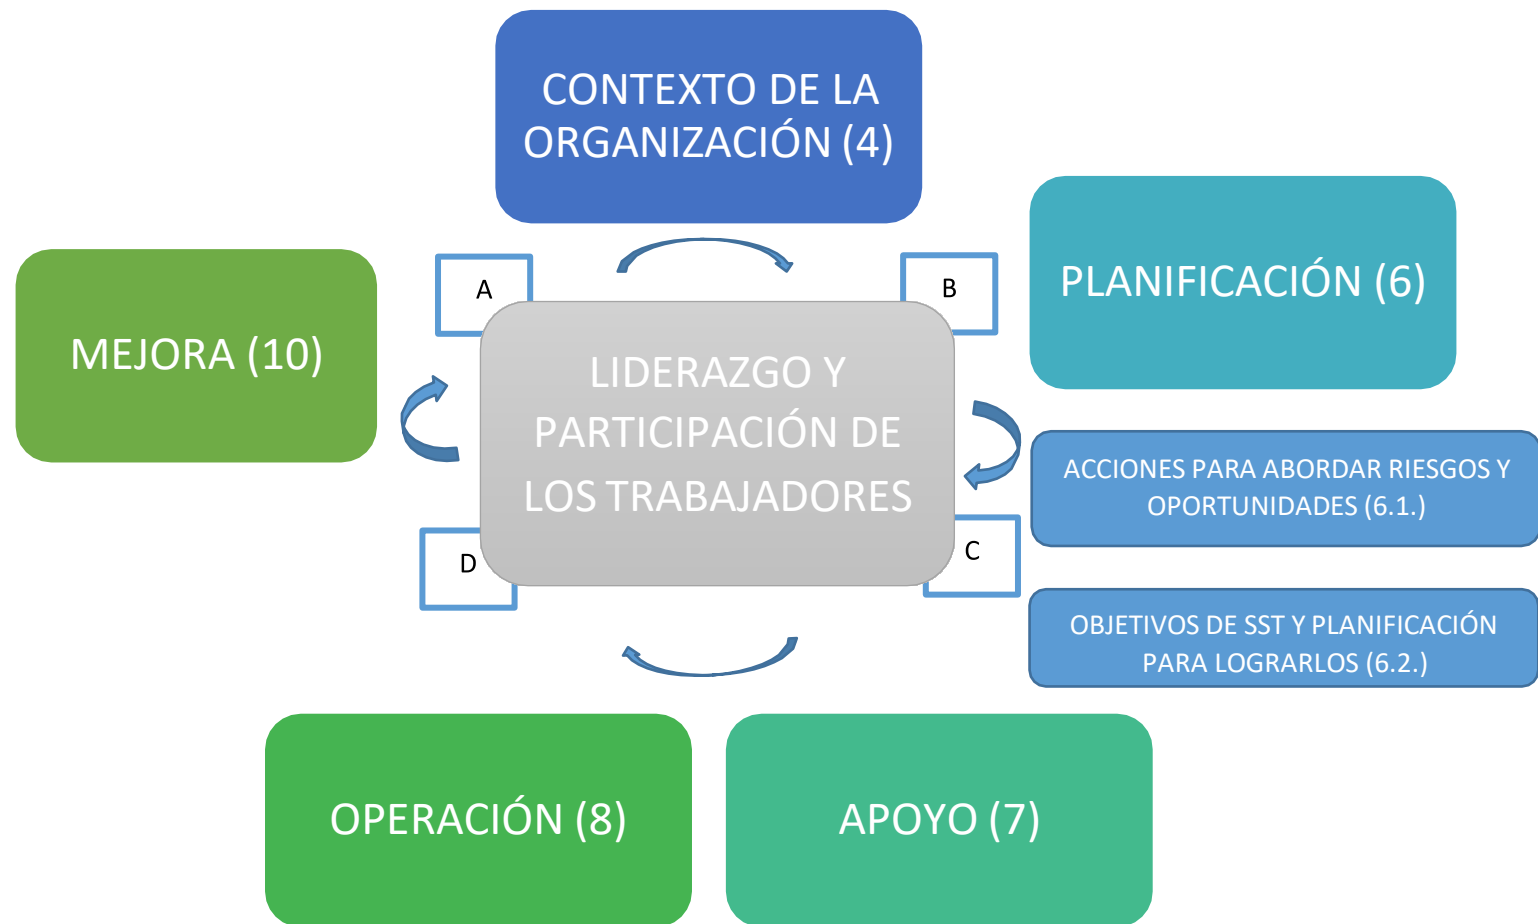 CONTEXTO DE LA
ORGANIZACIÓN (4)
PLANIFICACIÓN (6)
MEJORA (10)
A
B
LIDERAZGO Y
PARTICIPACIÓN DE
LOS TRABAJADORES
ACCIONES PARA ABORDAR RIESGOS Y
OPORTUNIDADES (6.1.)
D
C
OBJETIVOS DE SST Y PLANIFICACIÓN
PARA LOGRARLOS (6.2.)
OPERACIÓN (8)
APOYO (7)